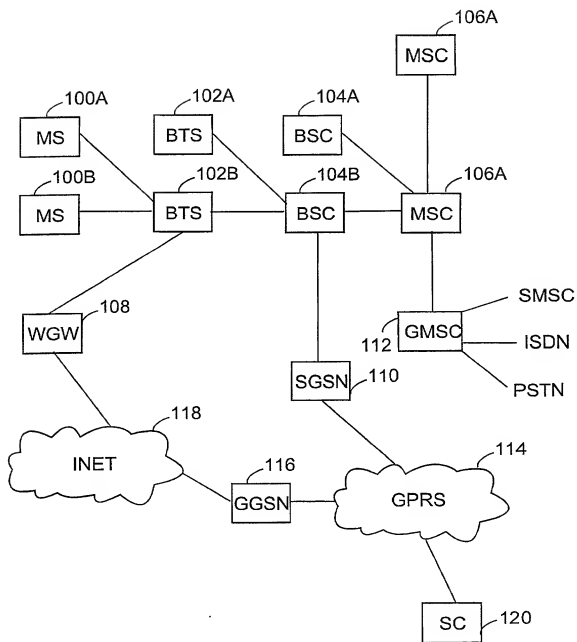 106A
MSC
100A
102A
104A
MS
BTS
BSC
100B
102B
104B
106A
MS
BTS
BSC
MSC
SMSC
108
WGW
112
GMSC
ISDN
PSTN
SGSN
110
118
INET
116
GGSN
114
GPRS
SC
120